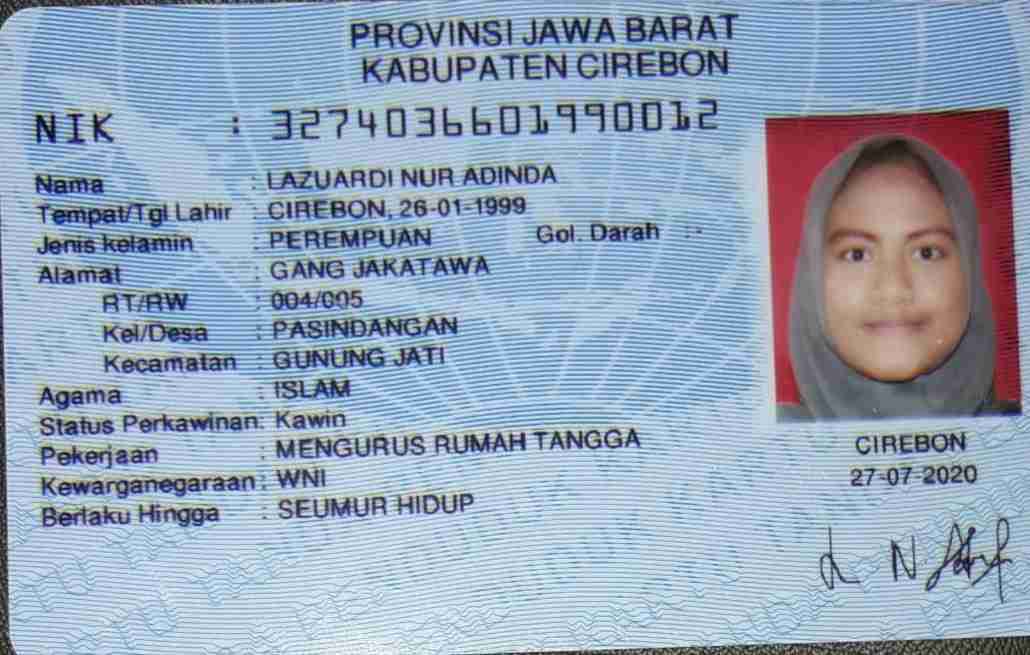 PROVINSI JAWA BARAT
KABUPATEN CIREBON
NIK : 3274036601990012
Nama : LAZUARDI NUR ADINDA
Tempat/Tgl Lahir : CIREBON, 26-01-1999
Jenis kelamin : PEREMPUAN Gol. Darah :-
Alamat : GANG JAKATAWA
RT/RW : 004/005
Kel/Desa : PASINDANGAN
Kecamatan : GUNUNG JATI
Agama : ISLAM
Status Perkawinan: Kawin
Pekerjaan : MENGURUS RUMAH TANGGA
Kewarganegaraan: WNI
Berlaku Hingga : SEUMUR HIDUP
CIREBON
27-07-2020